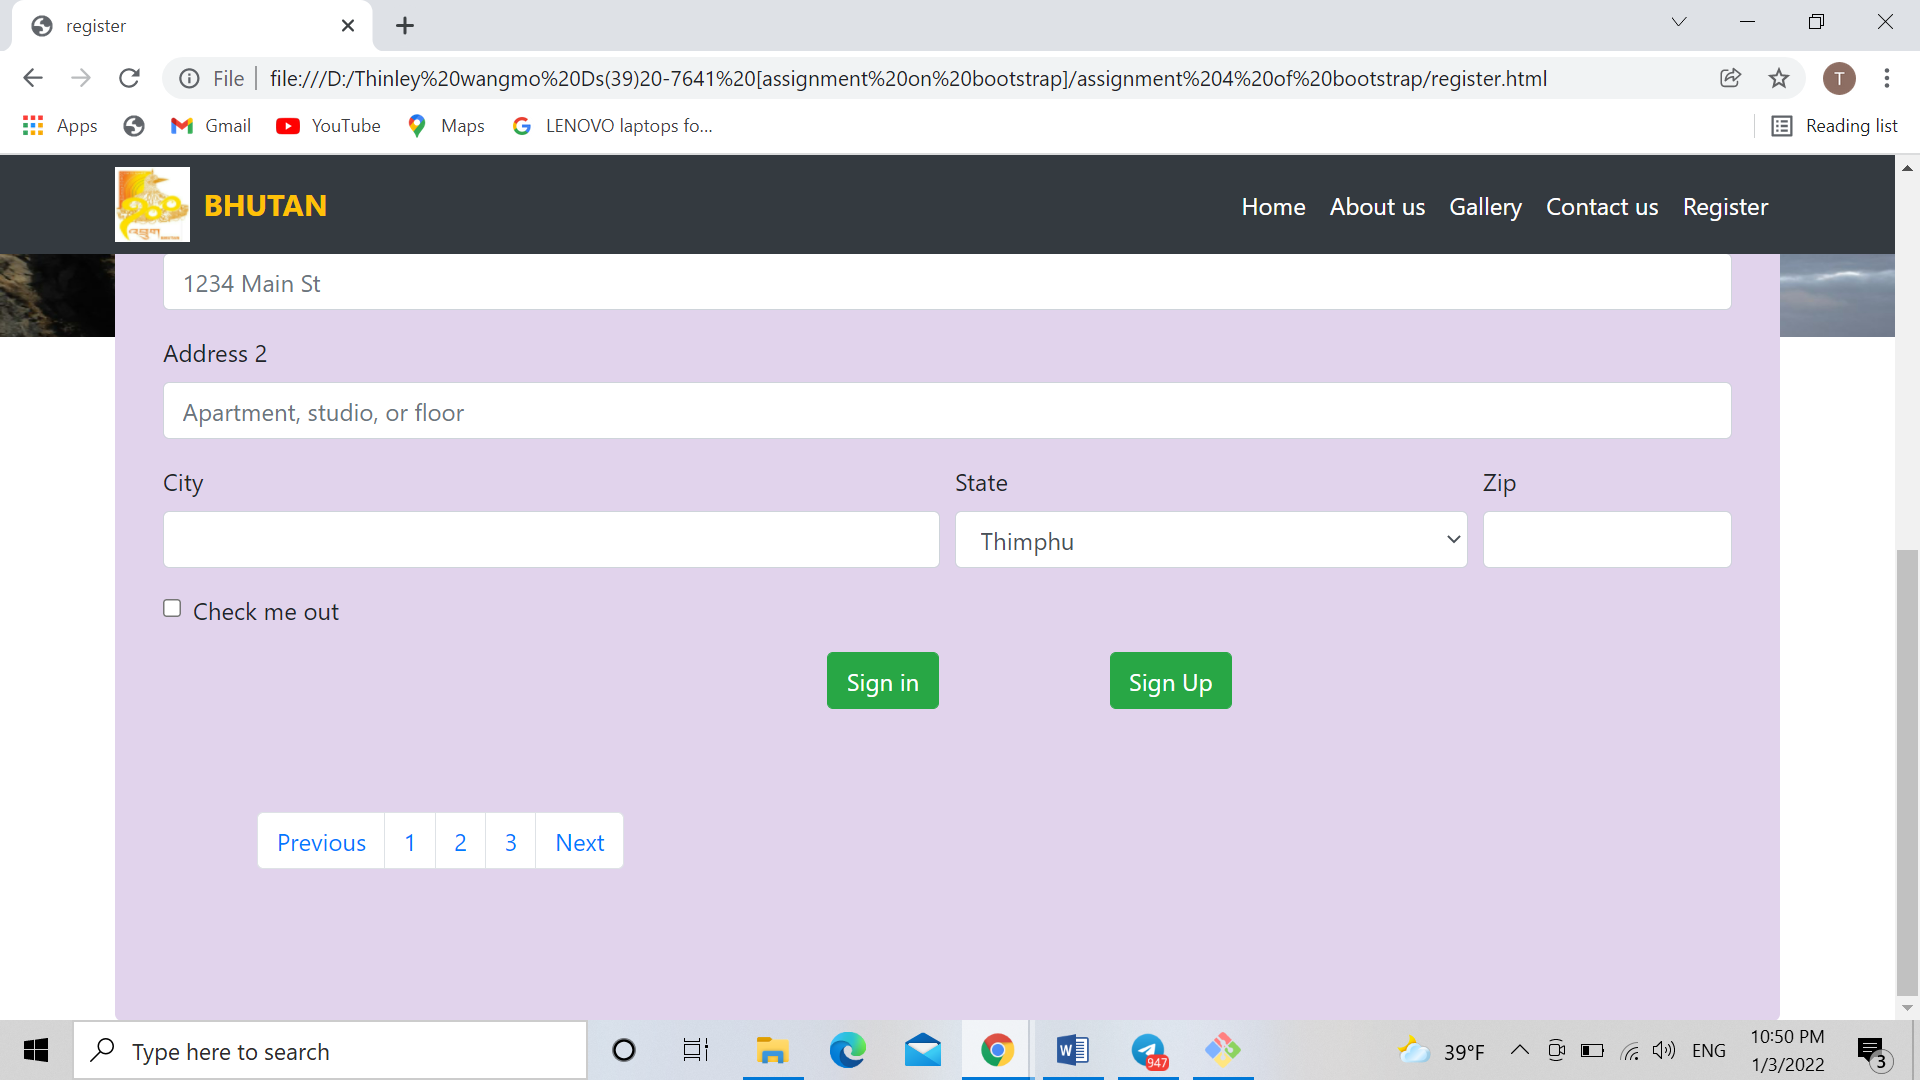 register
File
file:///D:/Thinley%20wangmo%20Ds(39)20-7641%20[assignment%20on%20bootstrap]/assignment%204%20of%20bootstrap/register.html
T
Apps
Gmail
YouTube
Maps
LENOVO laptops fo...
Reading list
BHUTAN
Home
About us
Gallery
Contact us
Register
1234 Main St
Address 2
Apartment, studio, or floor
City
State
Zip
Thimphu
Check me out
Sign in
Sign Up
Previous
1
2
3
Next
Type here to search
947
39°F
ENG
10:50 PM
1/3/2022
3